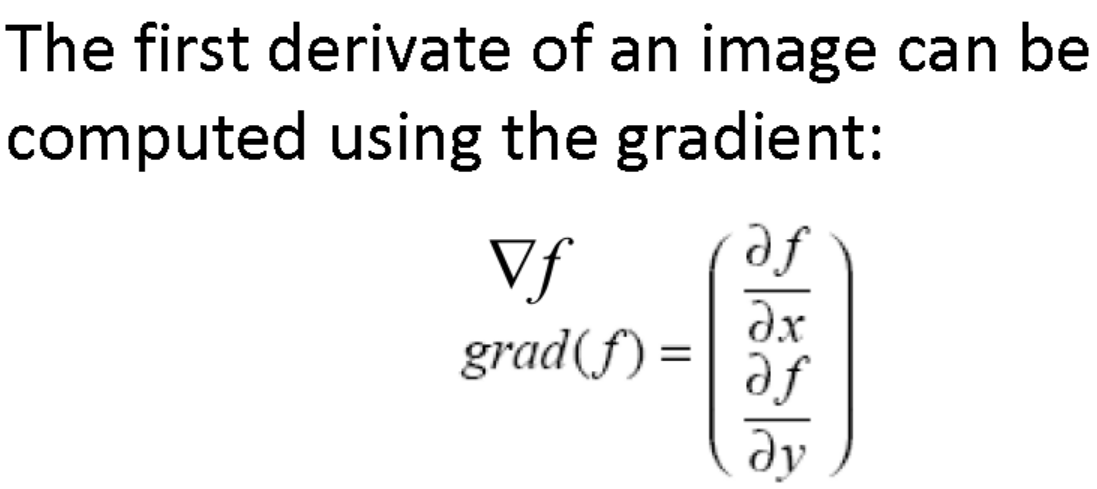 The first derivate of an image can be
computed using the gradient:
∇f
grad(f) = ( ∂f/∂x
∂f/∂y )